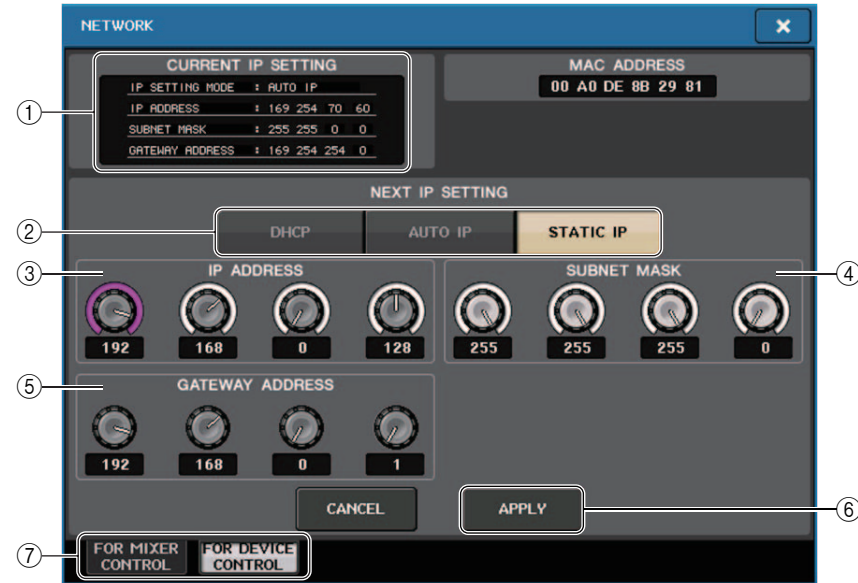 NETWORK
×
CURRENT IP SETTING
IP SETTING MODE : AUTO IP
IP ADDRESS : 169 254 70 60
SUBNET MASK : 255 255 0 0
GATEWAY ADDRESS : 169 254 254 0
MAC ADDRESS
00 A0 DE 8B 29 81
①
NEXT IP SETTING
② DHCP AUTO IP STATIC IP
③ IP ADDRESS
192 168 0 128
SUBNET MASK ④
255 255 255 0
⑤ GATEWAY ADDRESS
192 168 0 1
CANCEL APPLY ⑥
⑦ FOR MIXER CONTROL FOR DEVICE CONTROL